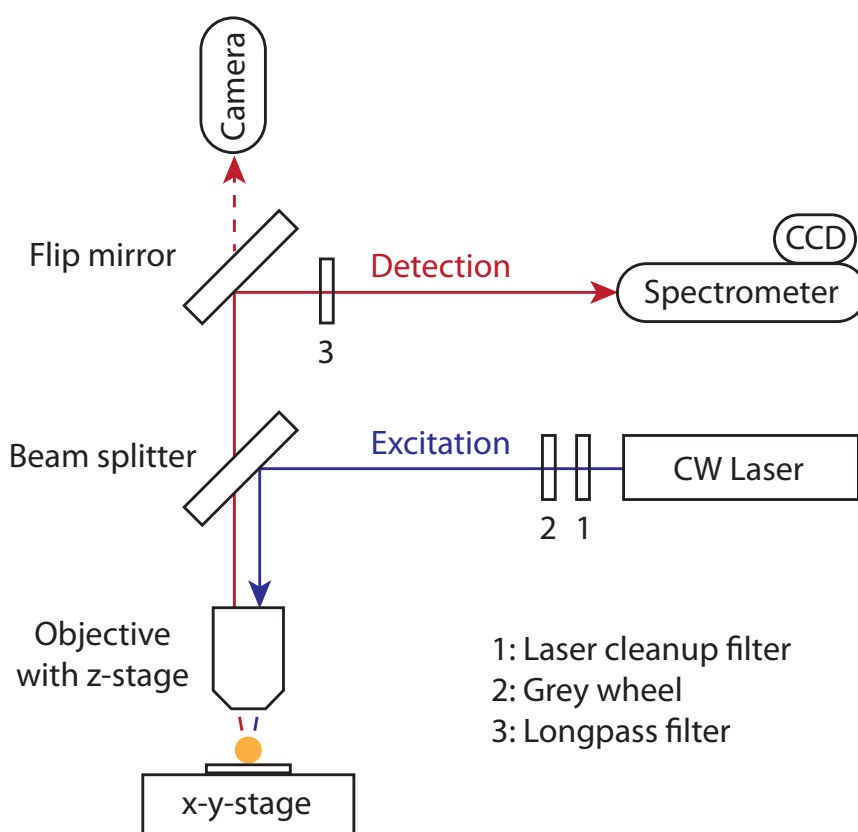 Camera
Flip mirror
CCD
Detection
Spectrometer
3
Beam splitter
Excitation
CW Laser
2 1
Objective
with z-stage
1: Laser cleanup filter
2: Grey wheel
3: Longpass filter
x-y-stage